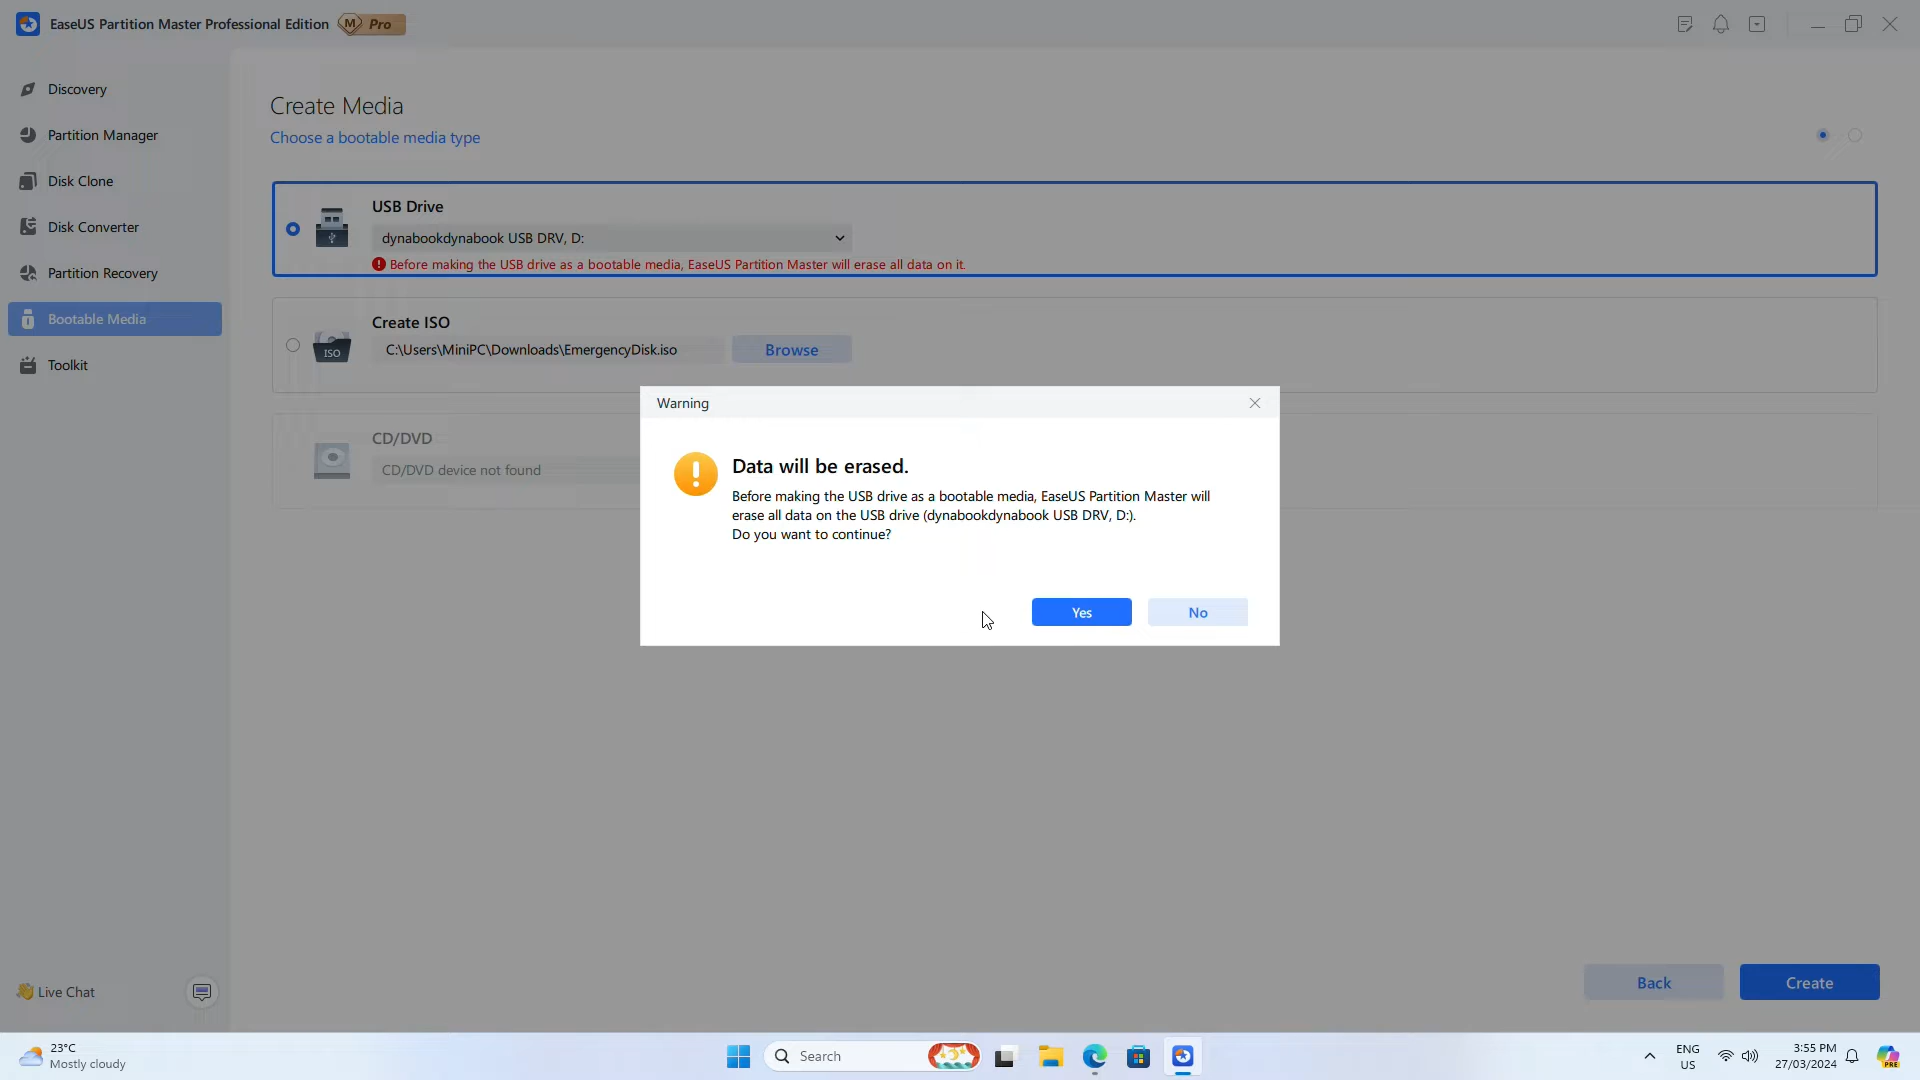 EaseUS Partition Master Professional Edition M Pro
Discovery
Partition Manager
Disk Clone
Disk Converter
Partition Recovery
Bootable Media
Toolkit
Live Chat
Create Media
Choose a bootable media type
USB Drive
dynabookdynabook USB DRV, D:
Before making the USB drive as a bootable media, EaseUS Partition Master will erase all data on it.
Create ISO
ISO
C:\Users\MiniPC\Downloads\EmergencyDisk.iso
Browse
CD/DVD
CD/DVD device not found
Warning
Data will be erased.
Before making the USB drive as a bootable media, EaseUS Partition Master will
erase all data on the USB drive (dynabookdynabook USB DRV, D:).
Do you want to continue?
Yes
No
Back
Create
23°C
Mostly cloudy
Search
ENG
US
3:55 PM
27/03/2024
PRE